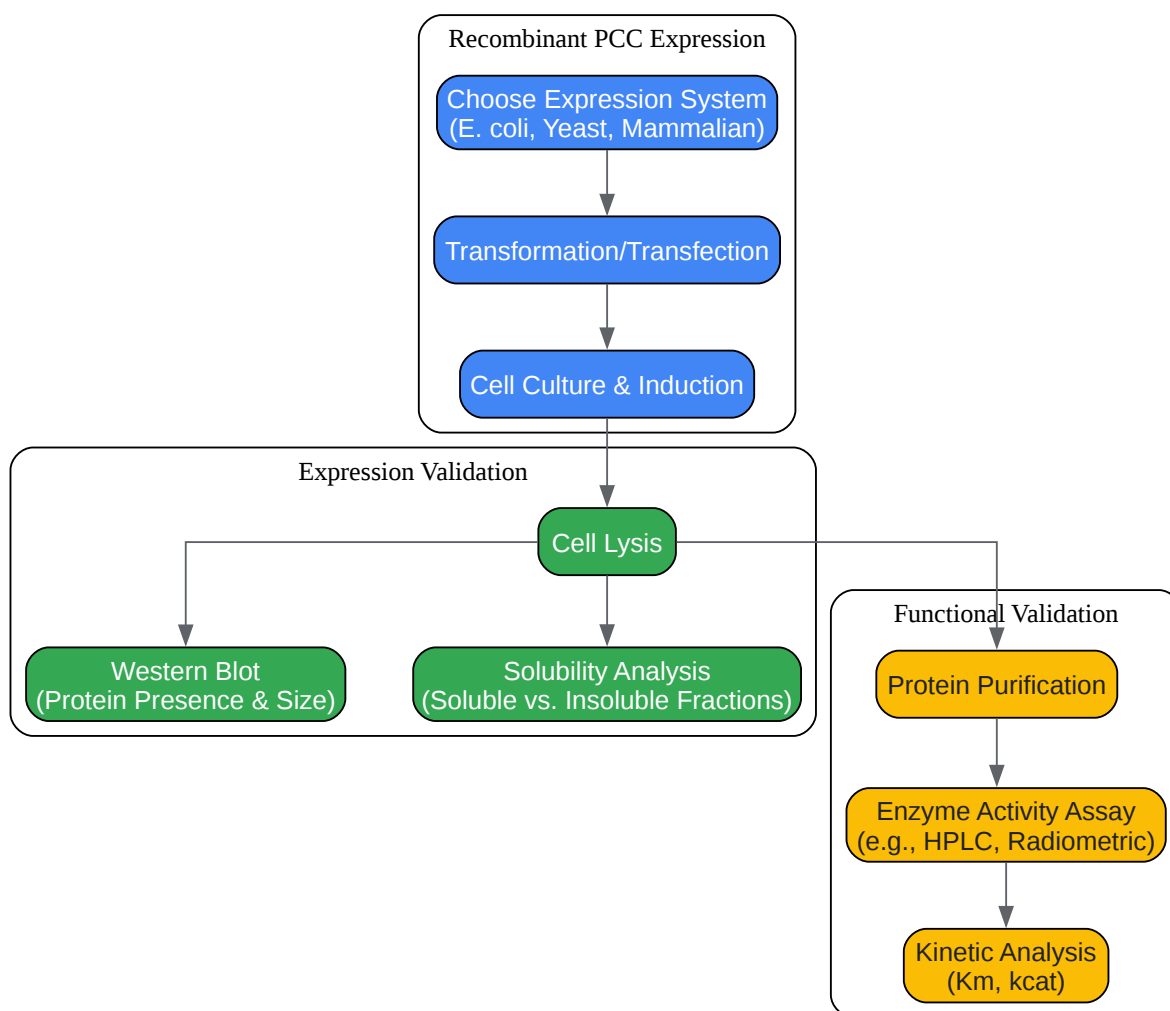 Recombinant PCC Expression
Choose Expression System
(E. coli, Yeast, Mammalian)
Transformation/Transfection
Cell Culture & Induction
Expression Validation
Cell Lysis
Western Blot
(Protein Presence & Size)
Solubility Analysis
(Soluble vs. Insoluble Fractions)
Functional Validation
Protein Purification
Enzyme Activity Assay
(e.g., HPLC, Radiometric)
Kinetic Analysis
(Km, kcat)